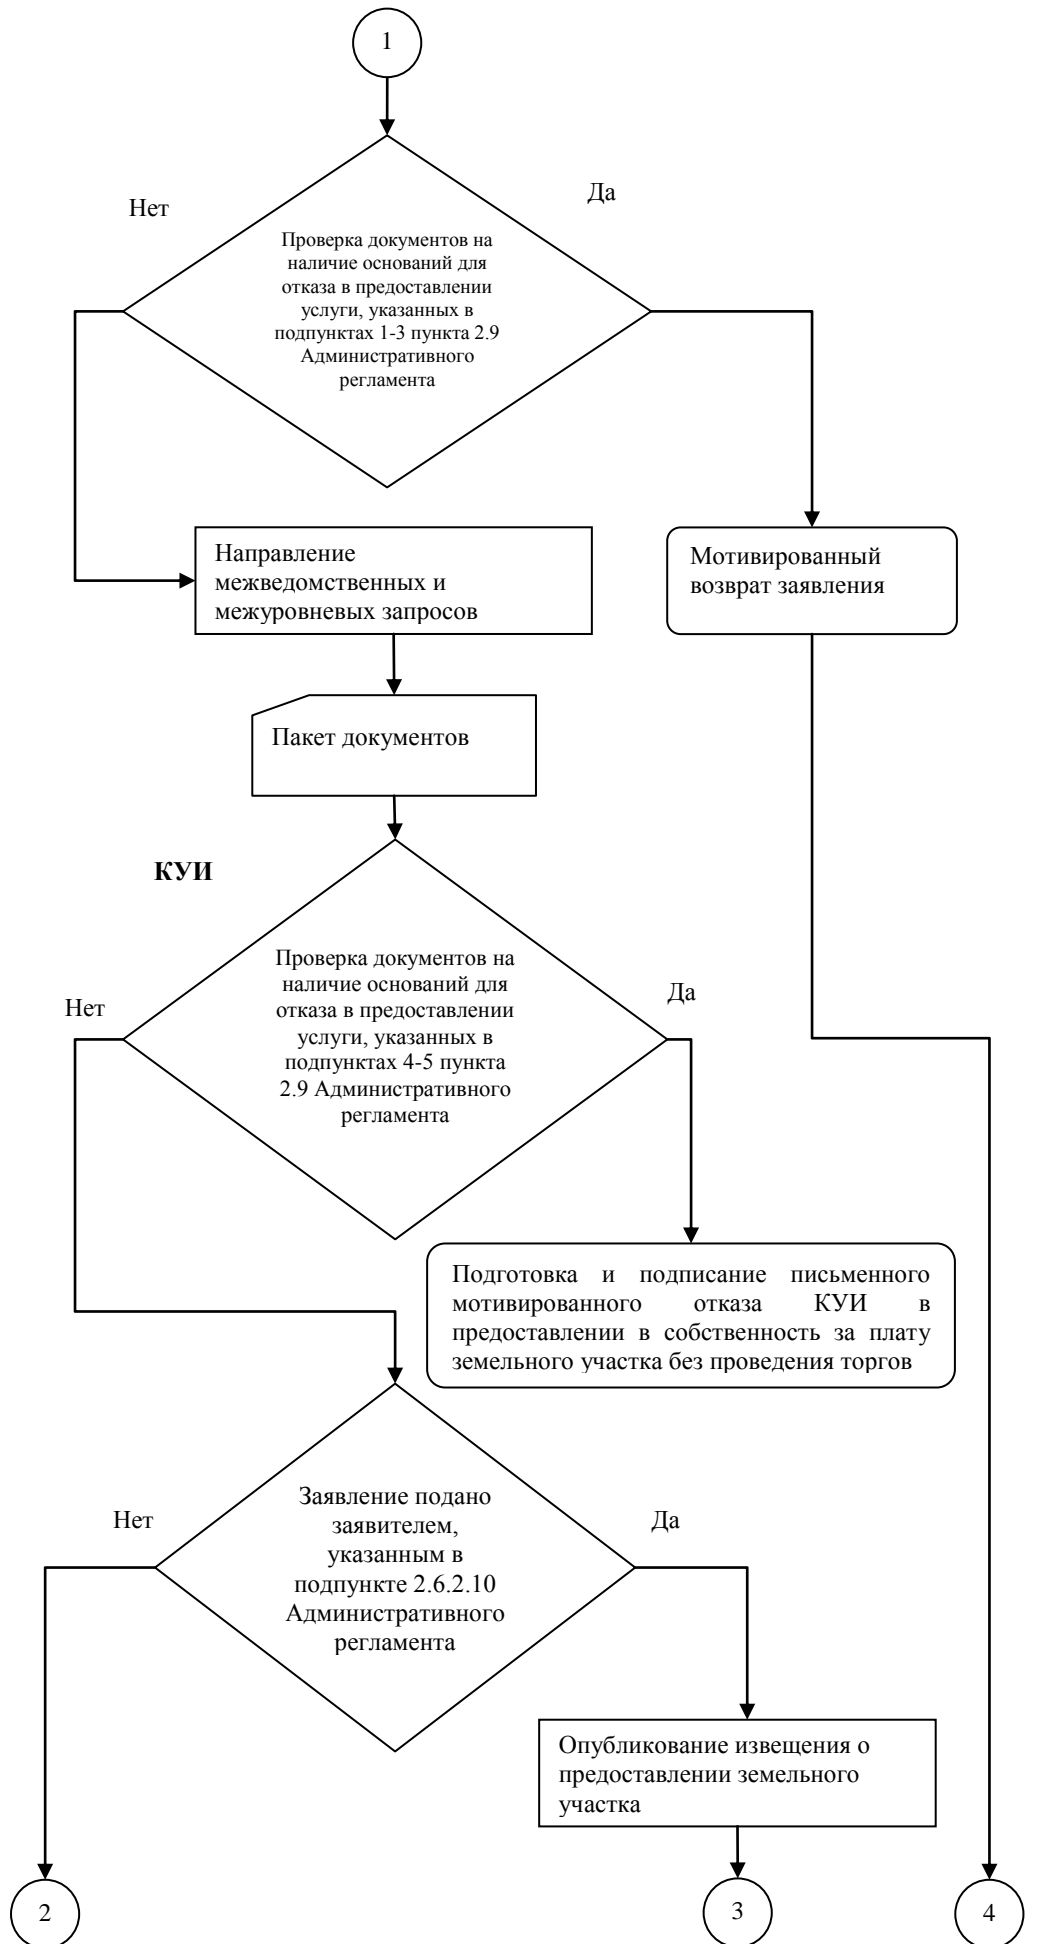 1
Нет
Да
Проверка документов на
наличие оснований для
отказа в предоставлении
услуги, указанных в
подпунктах 1-3 пункта 2.9
Административного
регламента
Направление
межведомственных и
межуровневых запросов
Мотивированный
возврат заявления
Пакет документов
КУИ
Нет
Да
Проверка документов на
наличие оснований для
отказа в предоставлении
услуги, указанных в
подпунктах 4-5 пункта
2.9 Административного
регламента
Подготовка и подписание письменного
мотивированного отказа КУИ в
предоставлении в собственность за плату
земельного участка без проведения торгов
Нет
Да
Заявление подано
заявителем,
указанным в
подпункте 2.6.2.10
Административного
регламента
Опубликование извещения о
предоставлении земельного
участка
2
3
4